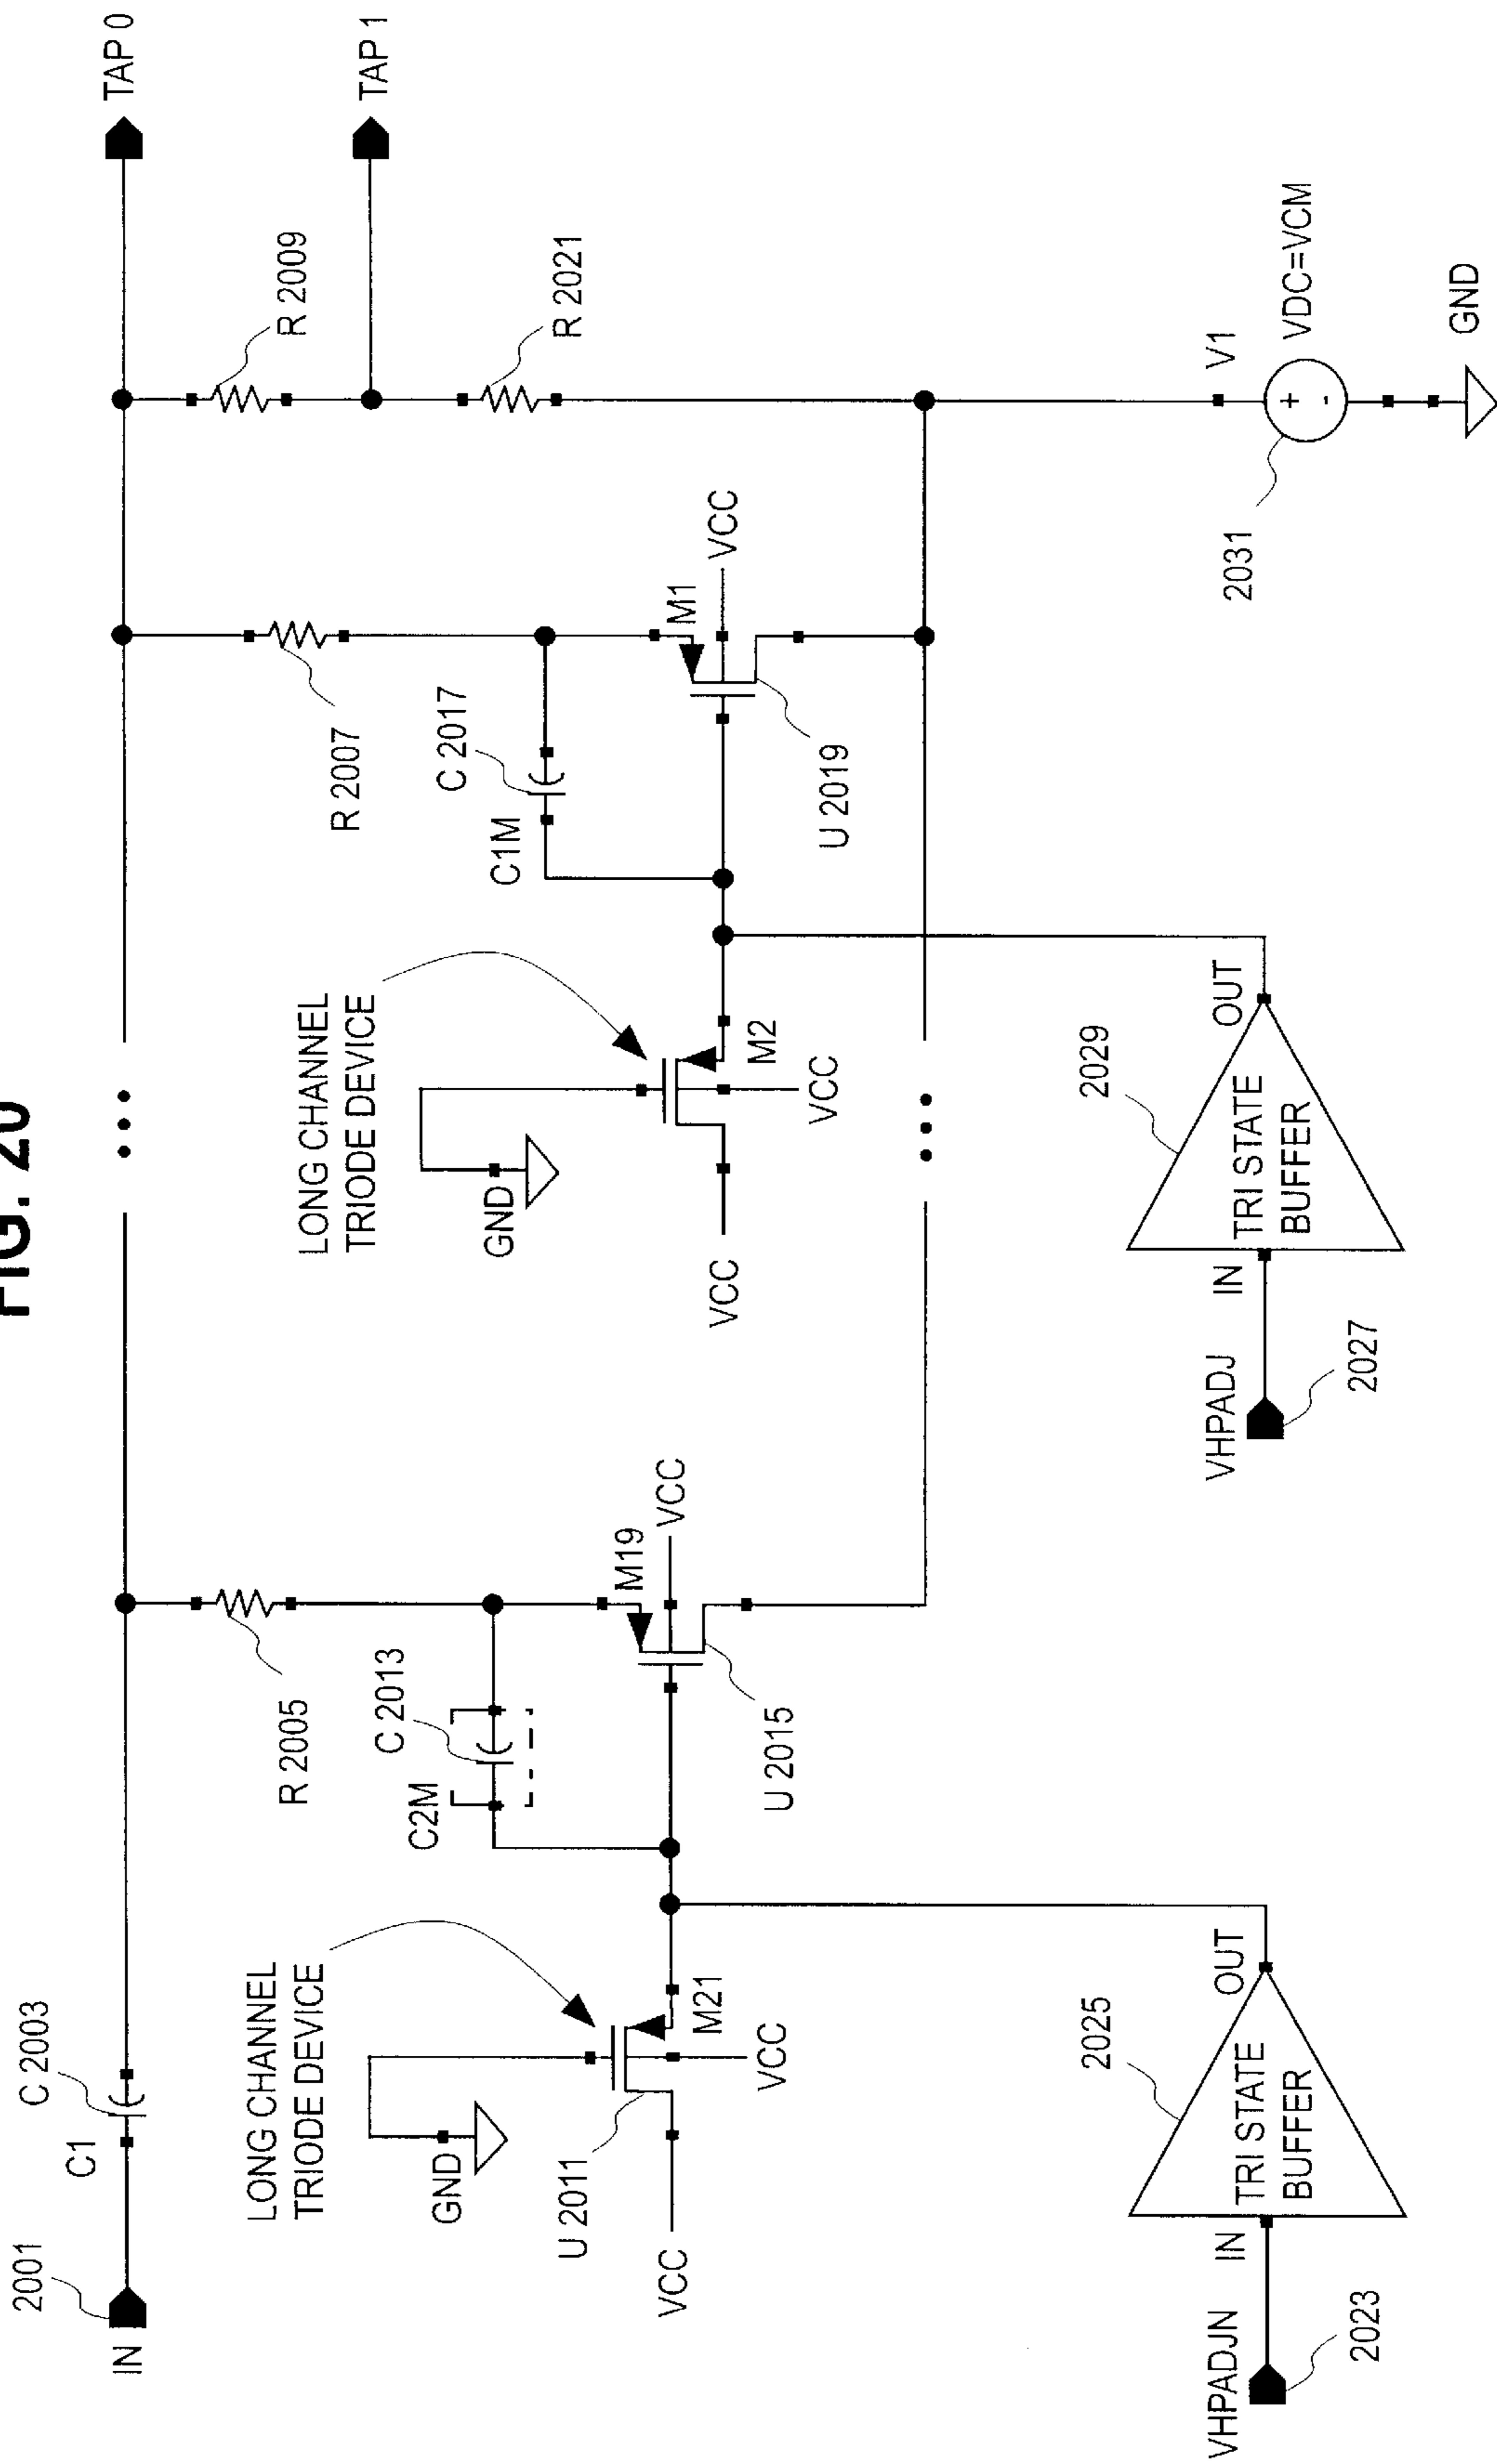 FIG. 20
IN
2001
C1
C 2003
R 2005
R 2007
R 2009
TAP 0
TAP 1
R 2021
LONG CHANNEL
TRIODE DEVICE
GND
U 2011
VCC
VCC
M21
C2M
C 2013
M19
VCC
U 2015
LONG CHANNEL
TRIODE DEVICE
GND
VCC
VCC
M2
C1M
C 2017
M1
VCC
U 2019
VHPADJN
2023
IN
TRI STATE
BUFFER
OUT
2025
VHPADJ
2027
IN
TRI STATE
BUFFER
OUT
2029
V1
+
-
2031
VDC=VCM
GND